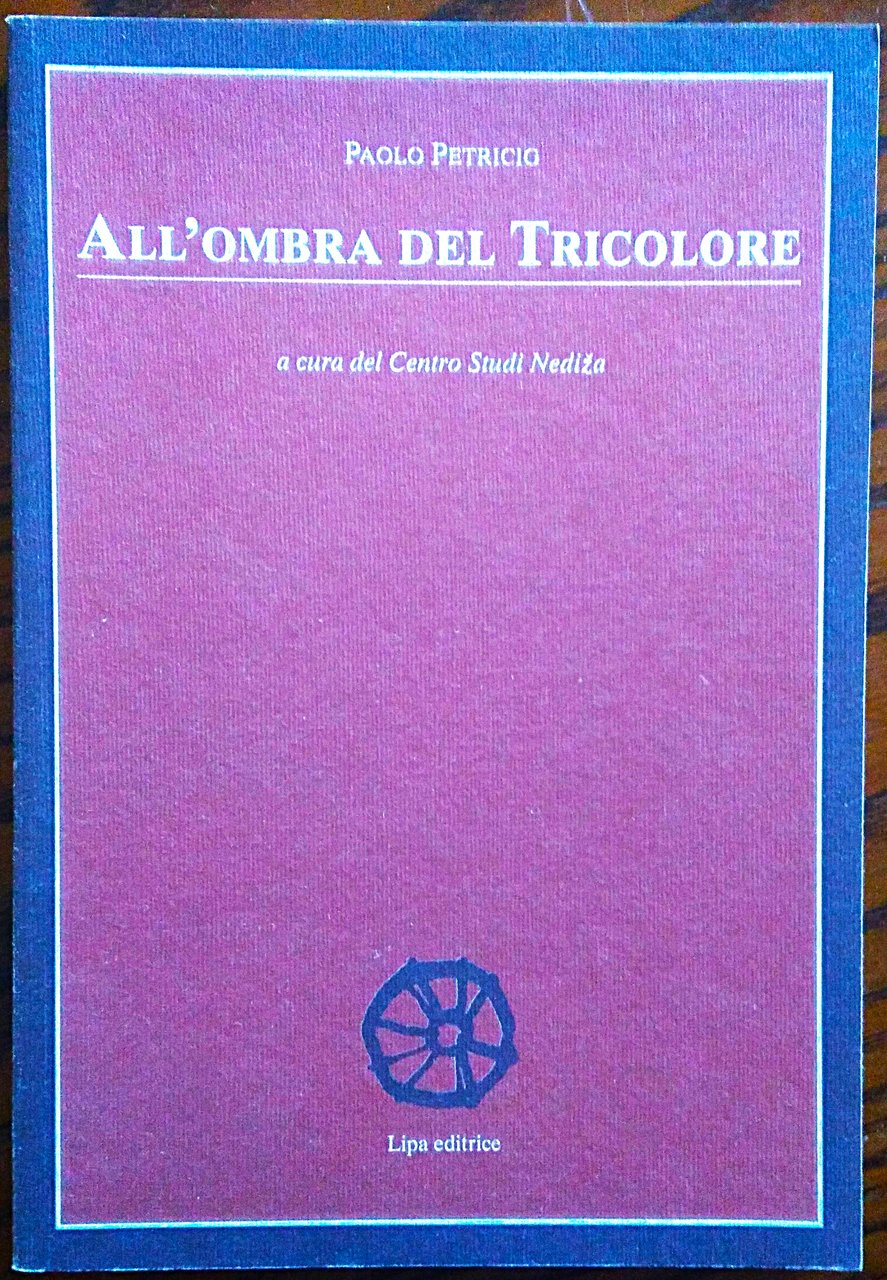 PAOLO PETRICIG
ALL'OMBRA DEL TRICOLORE
a cura del Centro Studi Nediža
Lipa editrice